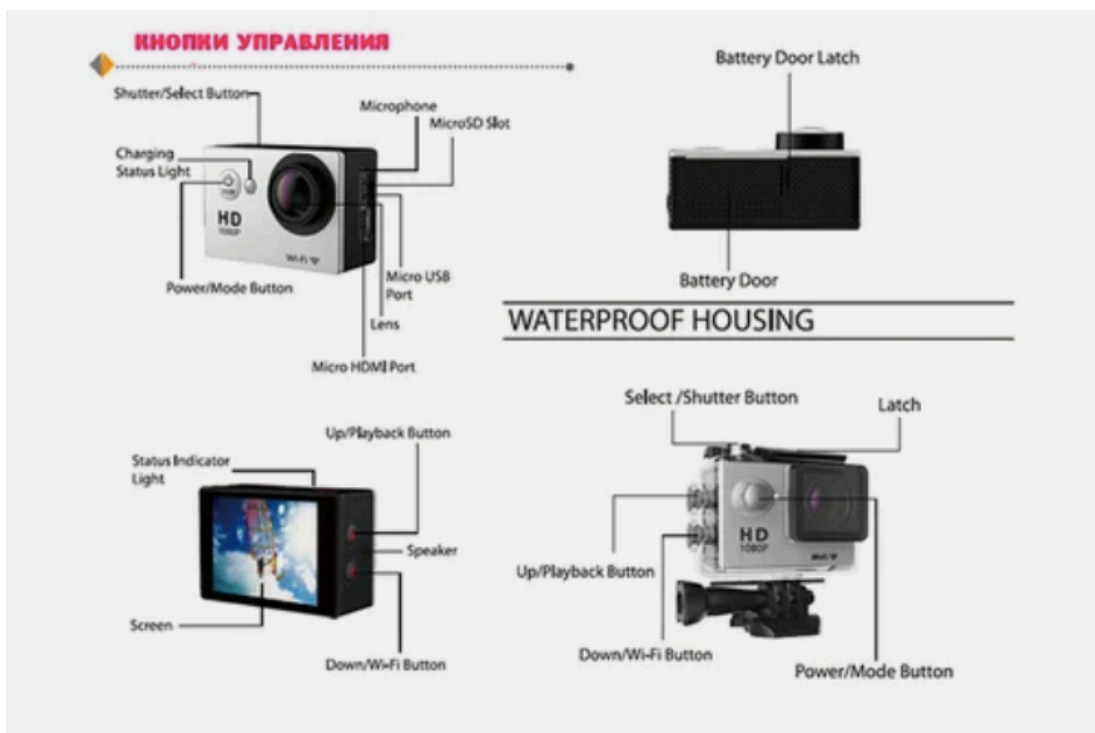 КНОПКИ УПРАВЛЕНИЯ
Shutter/Select Button
Microphone
MicroSD Slot
Charging
Status Light
HD
1080P
Wi-Fi
Power/Mode Button
Micro USB
Port
Lens
Micro HDMI Port
Battery Door Latch
Battery Door
WATERPROOF HOUSING
Up/Playback Button
Status Indicator
Light
Speaker
Screen
Down/Wi-Fi Button
Select /Shutter Button
Latch
HD
1080P
Wi-Fi
Up/Playback Button
Down/Wi-Fi Button
Power/Mode Button